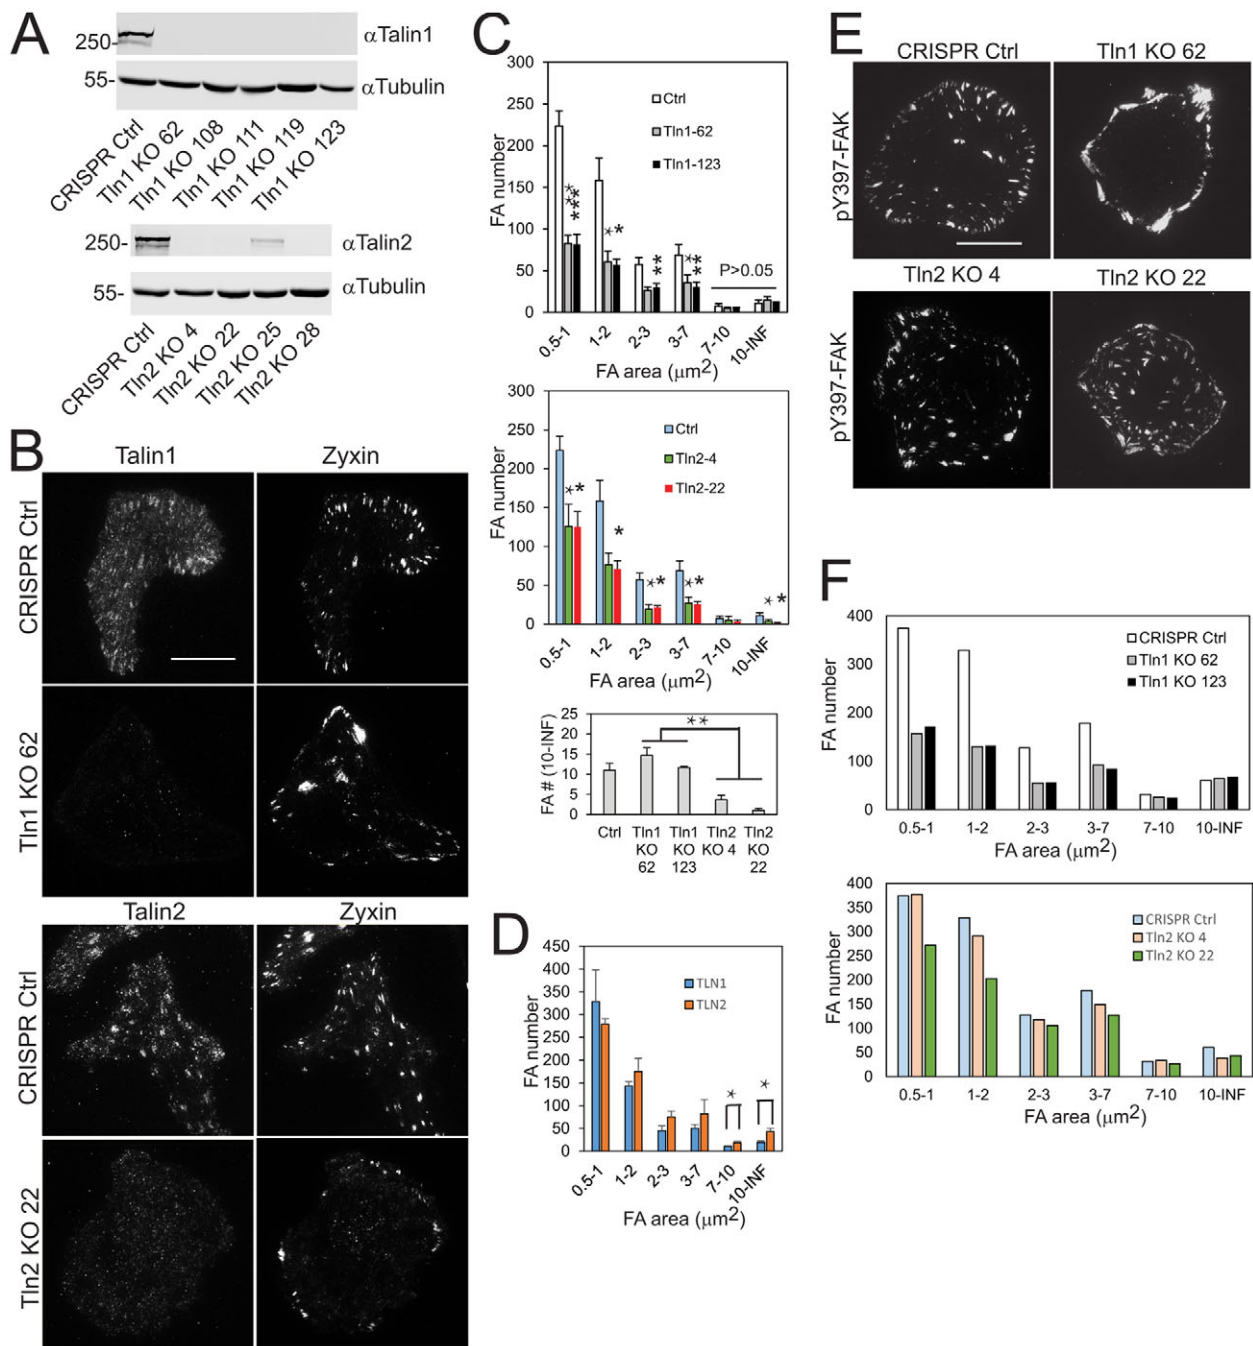 A
250-
αTalin1
55-
αTubulin
CRISPR Ctrl
Tln1 KO 62
Tln1 KO 108
Tln1 KO 111
Tln1 KO 119
Tln1 KO 123
250-
αTalin2
55-
αTubulin
CRISPR Ctrl
Tln2 KO 4
Tln2 KO 22
Tln2 KO 25
Tln2 KO 28
B
Talin1 Zyxin
CRISPR Ctrl
Tln1 KO 62
Talin2 Zyxin
CRISPR Ctrl
Tln2 KO 22
C
FA number
300
250
200
150
100
50
0
Ctrl
Tln1-62
Tln1-123
** ***
* *
**
* **
P>0.05
0.5-1 1-2 2-3 3-7 7-10 10-INF
FA area (μm2)
FA number
300
250
200
150
100
50
0
Ctrl
Tln2-4
Tln2-22
* *
*
* *
* *
* *
0.5-1 1-2 2-3 3-7 7-10 10-INF
FA area (μm2)
FA # (10-INF)
25
20
15
10
5
0
**
Ctrl Tln1 Tln1 Tln2 Tln2
KO KO KO 4 KO
62 123 22
D
FA number
450
400
350
300
250
200
150
100
50
0
TLN1
TLN2
* *
0.5-1 1-2 2-3 3-7 7-10 10-INF
FA area (μm2)
E
CRISPR Ctrl Tln1 KO 62
pY397-FAK
Tln2 KO 4 Tln2 KO 22
pY397-FAK
F
FA number
400
300
200
100
0
CRISPR Ctrl
Tln1 KO 62
Tln1 KO 123
0.5-1 1-2 2-3 3-7 7-10 10-INF
FA area (μm2)
FA number
400
350
300
250
200
150
100
50
0
CRISPR Ctrl
Tln2 KO 4
Tln2 KO 22
0.5-1 1-2 2-3 3-7 7-10 10-INF
FA area (μm2)